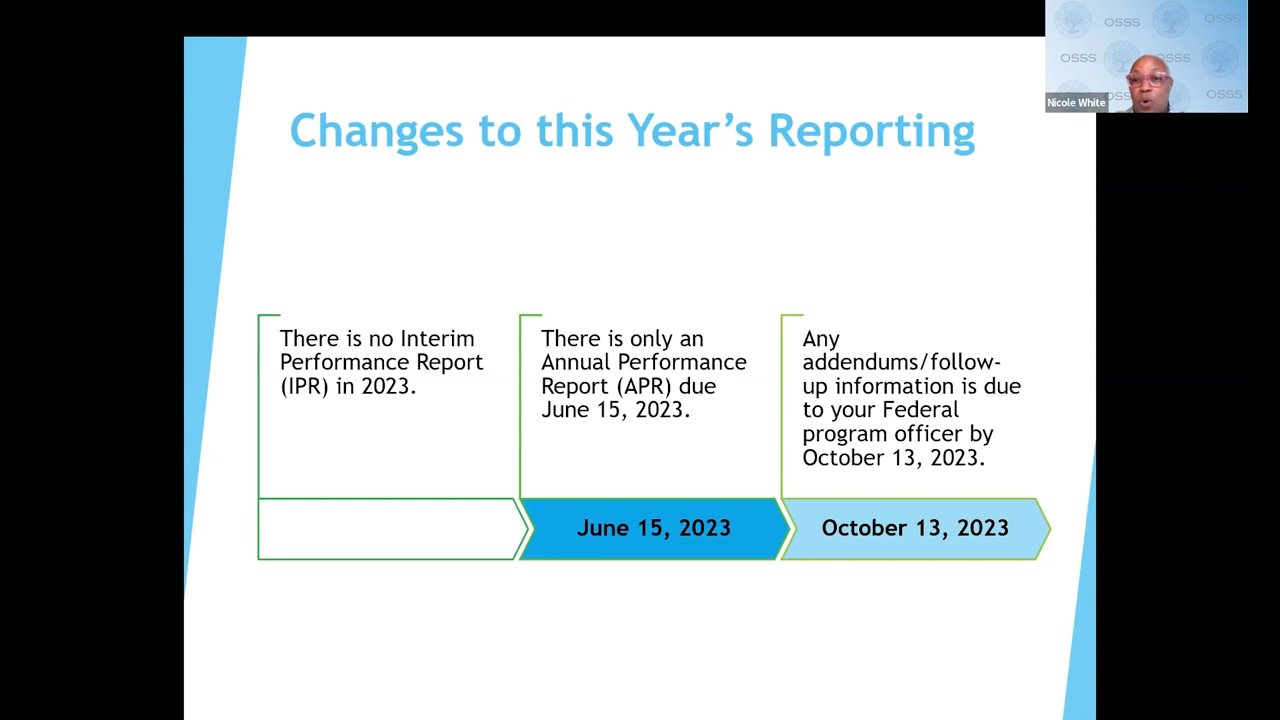 Changes to this Year's Reporting
There is no Interim
Performance Report
(IPR) in 2023.
There is only an
Annual Performance
Report (APR) due
June 15, 2023.
Any
addendums/follow-
up information is due
to your Federal
program officer by
October 13, 2023.
June 15, 2023
October 13, 2023
OSSS
OSSS
OSSS
OSSS
OSSS
OSSS
Nicole White